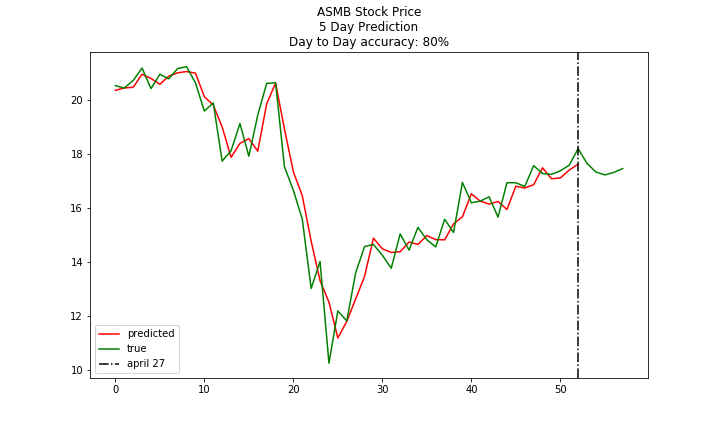 ASMB Stock Price
5 Day Prediction
Day to Day accuracy: 80%
20
18
16
14
12
10
predicted
true
april 27
0
10
20
30
40
50